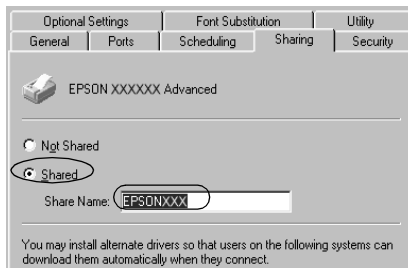 Optional Settings Font Substitution Utility
General Ports Scheduling Sharing Security
EPSON XXXXXX Advanced
Not Shared
Shared
Share Name: EPSONXXX
You may install alternate drivers so that users on the following systems can
download them automatically when they connect.